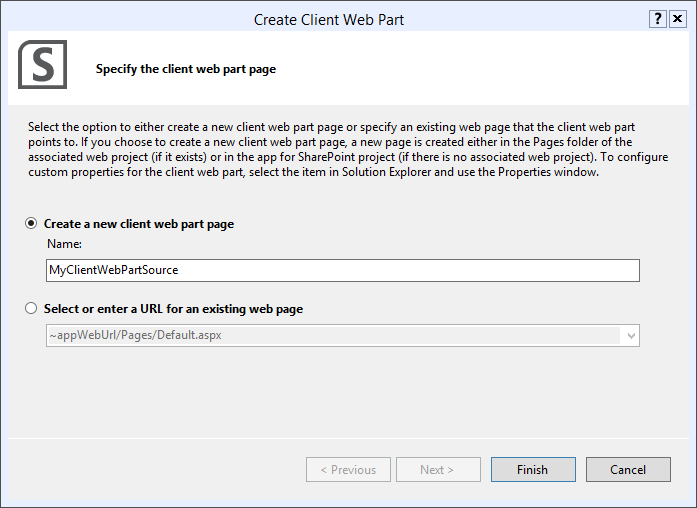 Create Client Web Part
?
S
Specify the client web part page
Select the option to either create a new client web part page or specify an existing web page that the client web part
points to. If you choose to create a new client web part page, a new page is created either in the Pages folder of the
associated web project (if it exists) or in the app for SharePoint project (if there is no associated web project). To configure
custom properties for the client web part, select the item in Solution Explorer and use the Properties window.
Create a new client web part page
Name:
MyClientWebPartSource
Select or enter a URL for an existing web page
~appWebUrl/Pages/Default.aspx
< Previous
Next >
Finish
Cancel